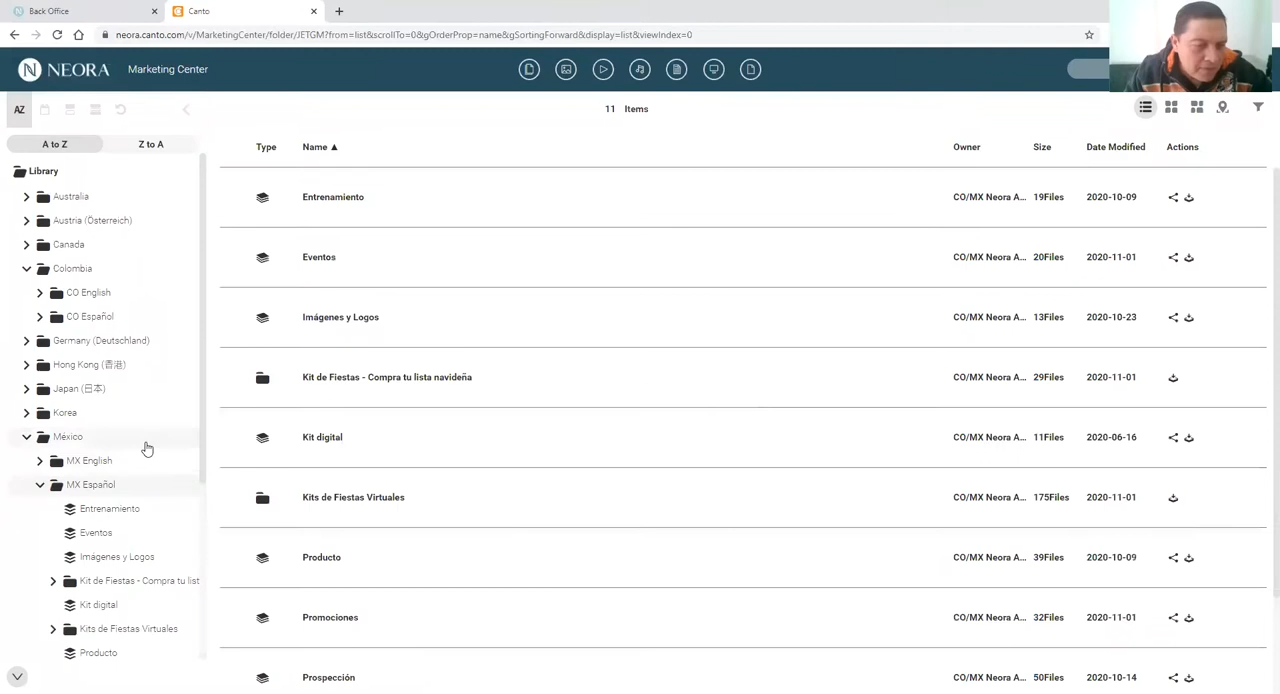 Back Office
Canto
neora.canto.com/v/MarketingCenter/folder/JETGM?from=list&scrollTo=0&gOrderProp=name&gSortingForward&display=list&viewIndex=0
N NEORA Marketing Center
AZ
11 Items
A to Z Z to A
Library
Australia
Austria (Österreich)
Canada
Colombia
CO English
CO Español
Germany (Deutschland)
Hong Kong (香港)
Japan (日本)
Korea
México
MX English
MX Español
Entrenamiento
Eventos
Imágenes y Logos
Kit de Fiestas - Compra tu list
Kit digital
Kits de Fiestas Virtuales
Producto
Type Name ▲ Owner Size Date Modified Actions
Entrenamiento CO/MX Neora A... 19Files 2020-10-09
Eventos CO/MX Neora A... 20Files 2020-11-01
Imágenes y Logos CO/MX Neora A... 13Files 2020-10-23
Kit de Fiestas - Compra tu lista navideña CO/MX Neora A... 29Files 2020-11-01
Kit digital CO/MX Neora A... 11Files 2020-06-16
Kits de Fiestas Virtuales CO/MX Neora A... 175Files 2020-11-01
Producto CO/MX Neora A... 39Files 2020-10-09
Promociones CO/MX Neora A... 32Files 2020-11-01
Prospección CO/MX Neora A... 50Files 2020-10-14